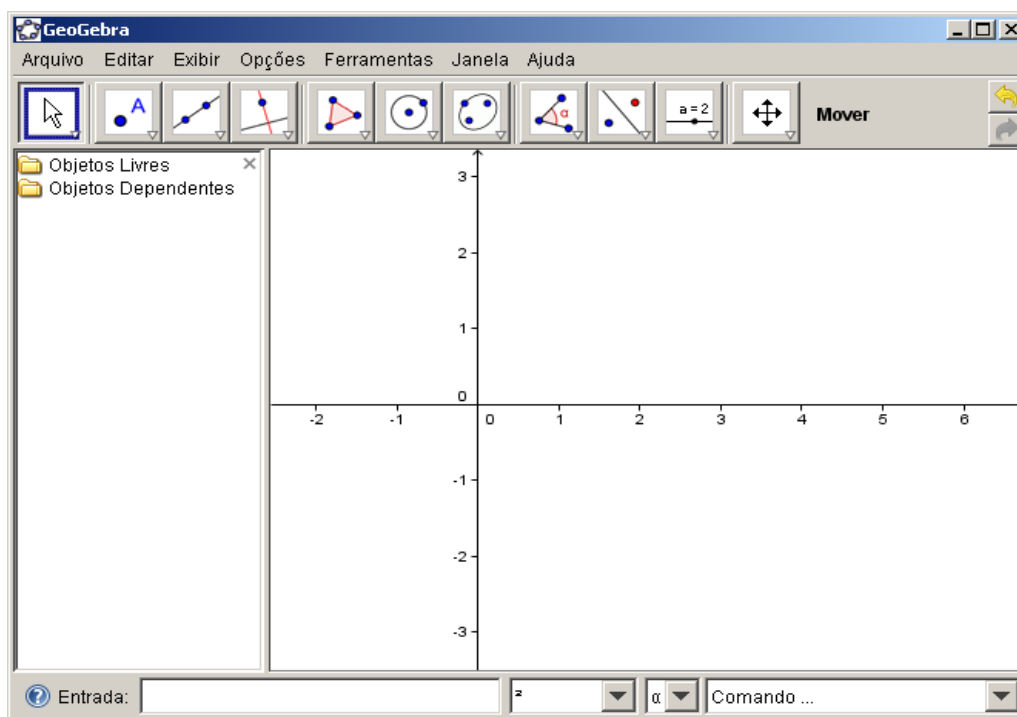 GeoGebra
Arquivo Editar Exibir Opções Ferramentas Janela Ajuda
A α a = 2 Mover
Objetos Livres
Objetos Dependentes
3
2
1
0
-2 -1 0 1 2 3 4 5 6
-1
-2
-3
Entrada: ² α Comando ...